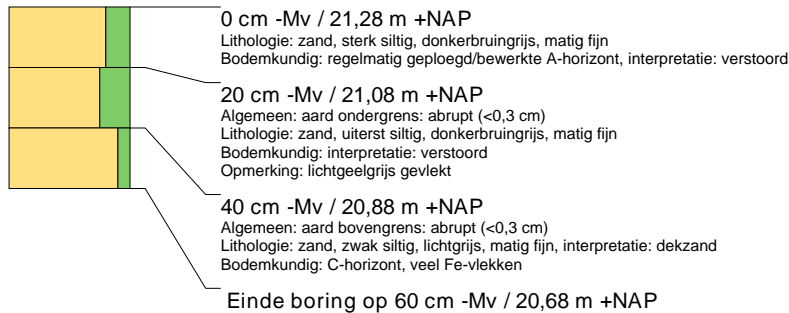 0 cm -Mv / 21,28 m +NAP
Lithologie: zand, sterk siltig, donkerbruingrijs, matig fijn
Bodemkundig: regelmatig geploegd/bewerkte A-horizont, interpretatie: verstoord
20 cm -Mv / 21,08 m +NAP
Algemeen: aard ondergrens: abrupt (<0,3 cm)
Lithologie: zand, uiterst siltig, donkerbruingrijs, matig fijn
Bodemkundig: interpretatie: verstoord
Opmerking: lichtgeelgrijs gevlekt
40 cm -Mv / 20,88 m +NAP
Algemeen: aard bovengrens: abrupt (<0,3 cm)
Lithologie: zand, zwak siltig, lichtgrijs, matig fijn, interpretatie: dekzand
Bodemkundig: C-horizont, veel Fe-vlekken
Einde boring op 60 cm -Mv / 20,68 m +NAP